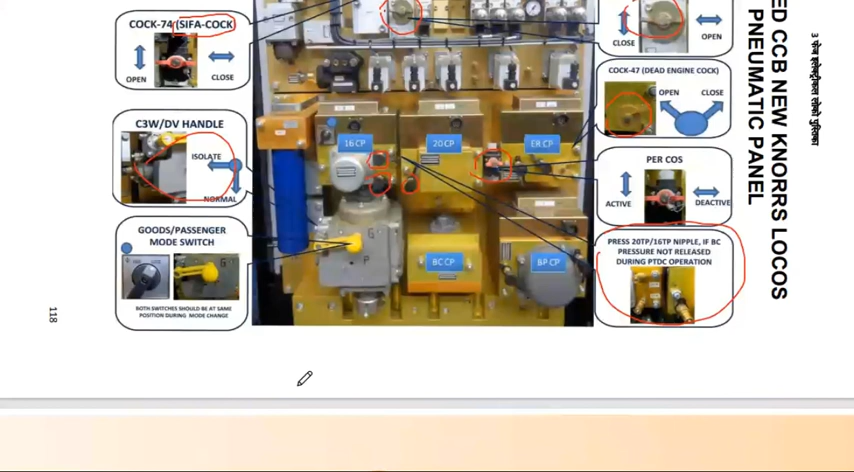 COCK-74 (SIFA-COCK)
OPEN
CLOSE
C3W/DV HANDLE
ISOLATE
NORMAL
GOODS/PASSENGER
MODE SWITCH
BOTH SWITCHES SHOULD BE AT SAME
POSITION DURING MODE CHANGE
16 CP
20 CP
ER CP
BC CP
BP CP
G
P
CLOSE
OPEN
COCK-47 (DEAD ENGINE COCK)
OPEN
CLOSE
PER COS
ACTIVE
DEACTIVE
PRESS 20TP/16TP NIPPLE, IF BC
PRESSURE NOT RELEASED
DURING PTDC OPERATION
ED CCB NEW KNORRS LOCOS
PNEUMATIC PANEL
118